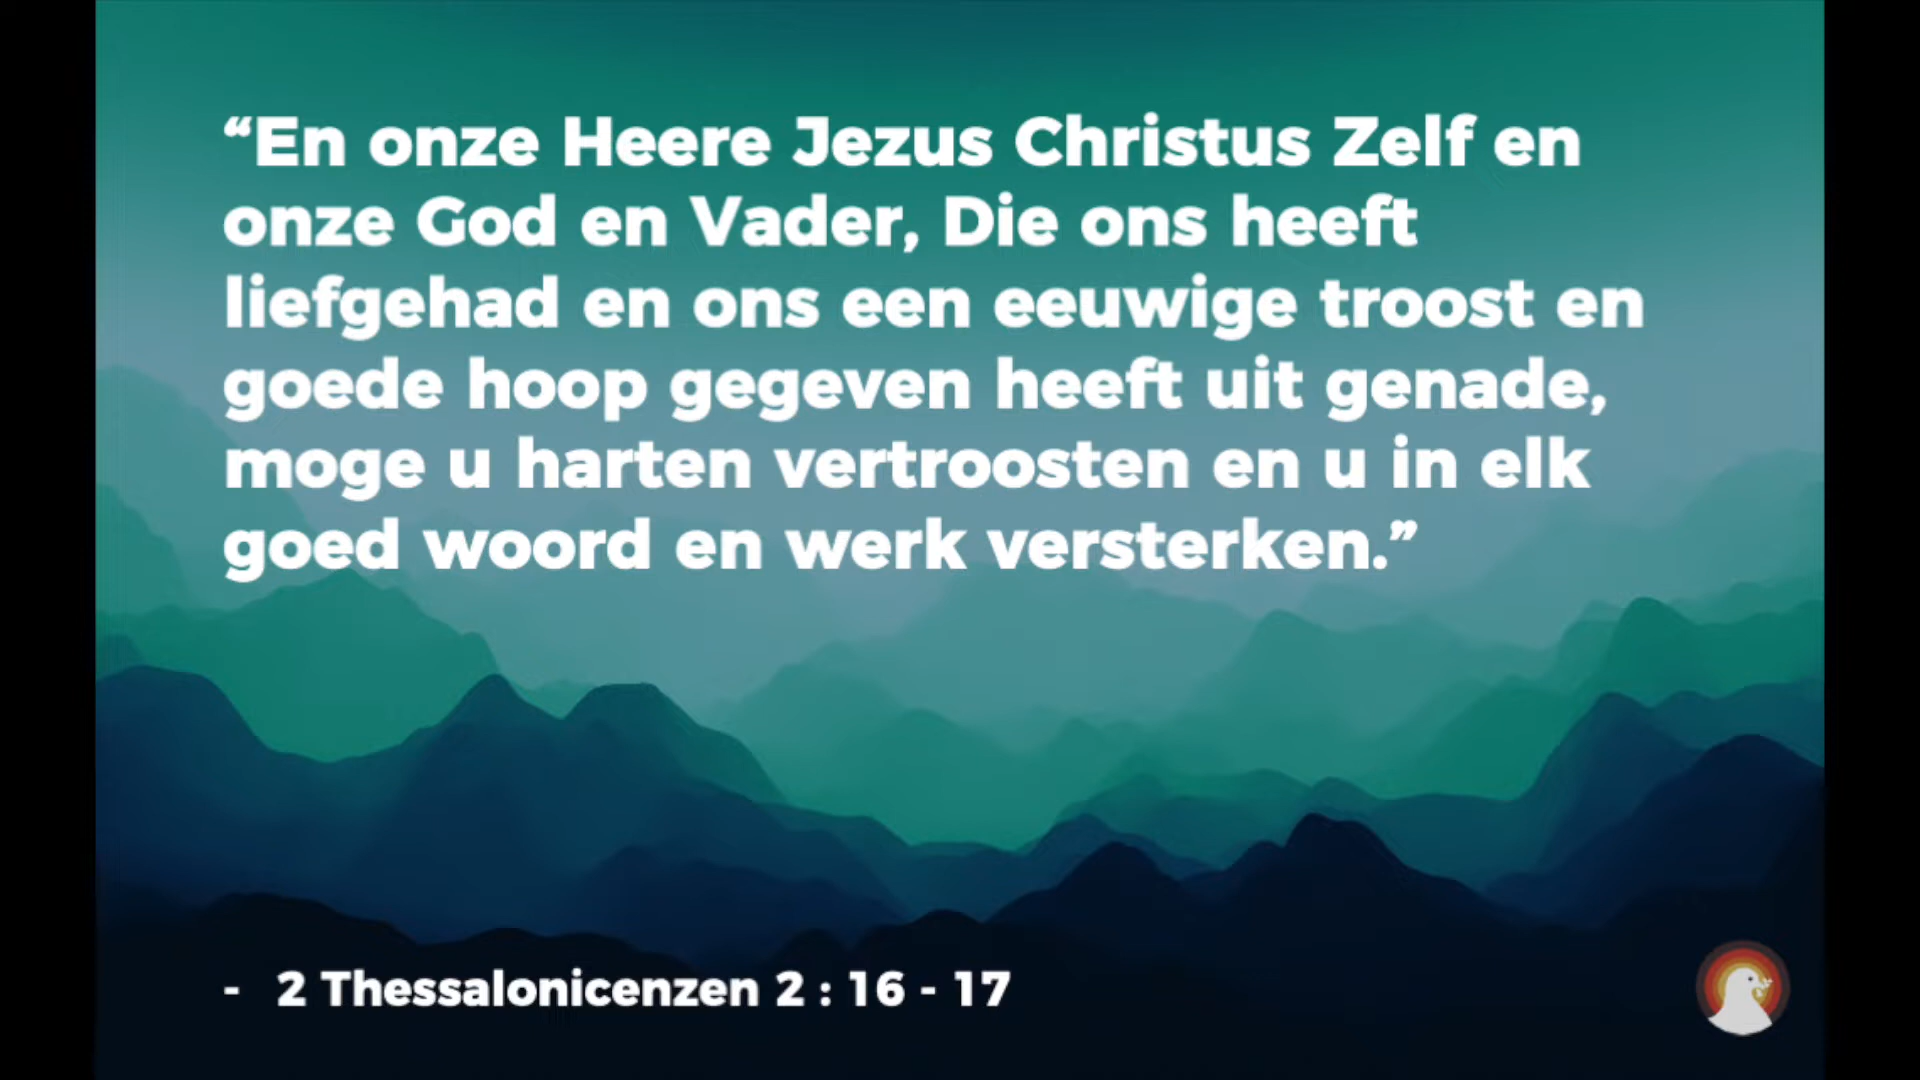 “En onze Heere Jezus Christus Zelf en
onze God en Vader, Die ons heeft
liefgehad en ons een eeuwige troost en
goede hoop gegeven heeft uit genade,
moge u harten vertroosten en u in elk
goed woord en werk versterken.”
- 2 Thessalonicenzen 2 : 16 - 17